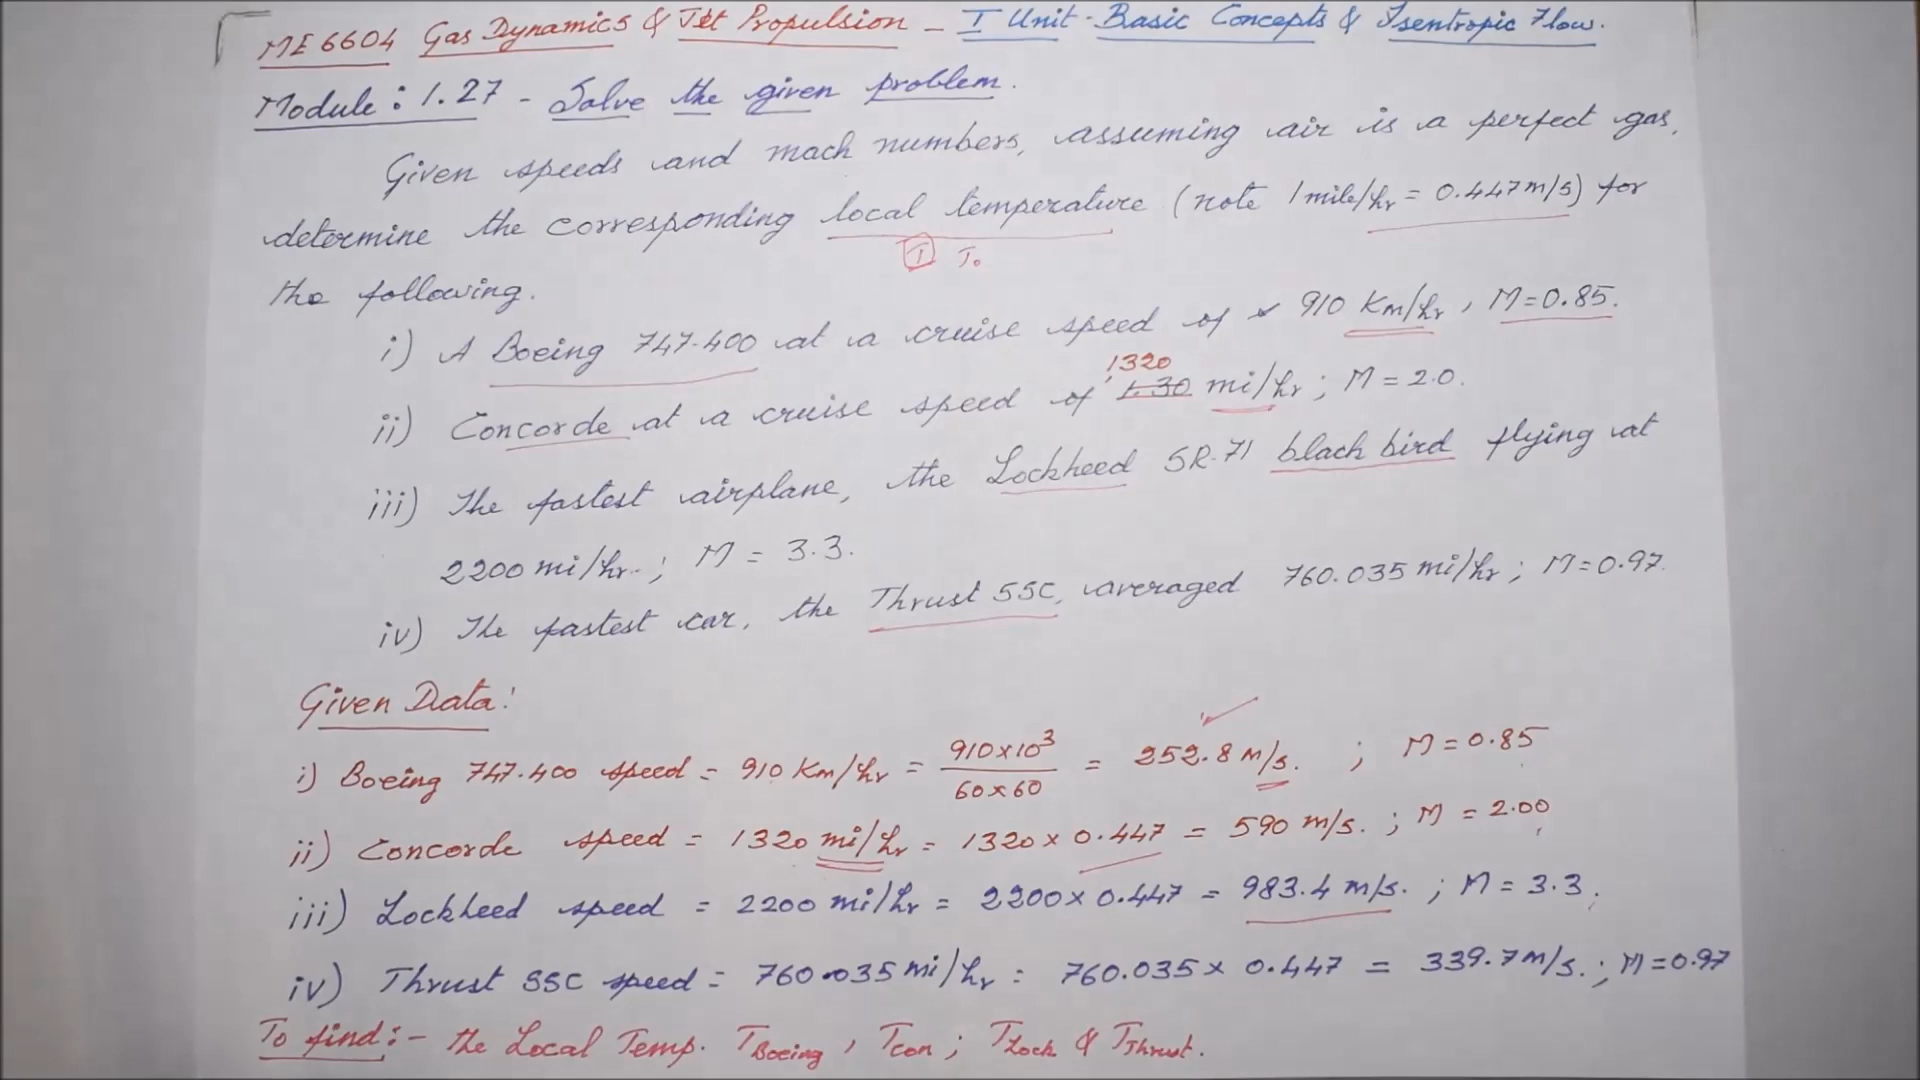 ME 6604 Gas Dynamics & Jet Propulsion - I Unit - Basic Concepts & Isentropic Flow.
Module: 1.27 - Solve the given problem.
Given speeds and mach numbers, assuming air is a perfect gas,
determine the corresponding local temperature (note 1 mile/hr = 0.447 m/s) for
T T₀
the following.
i) A Boeing 747-400 at a cruise speed of 910 Km/hr, M=0.85.
1320
ii) Concorde at a cruise speed of 1.30 mi/hr; M = 2.0.
iii) The fastest airplane, the Lockheed SR-71 blach bird flying at
2200 mi/hr.; M = 3.3.
iv) The fastest car, the Thrust SSC, averaged 760.035 mi/hr; M=0.97.
Given Data:
i) Boeing 747.400 speed = 910 Km/hr = 910×10³ / 60×60 = 252.8 m/s. ; M = 0.85
ii) Concorde speed = 1320 mi/hr = 1320 × 0.447 = 590 m/s. ; M = 2.00
iii) Lockheed speed = 2200 mi/hr = 2200 × 0.447 = 983.4 m/s. ; M = 3.3;
iv) Thrust SSC speed = 760.035 mi/hr = 760.035 × 0.447 = 339.7 m/s. ; M=0.97
To find:- the Local Temp. T Boeing, T con; T Lock & T Thrust.